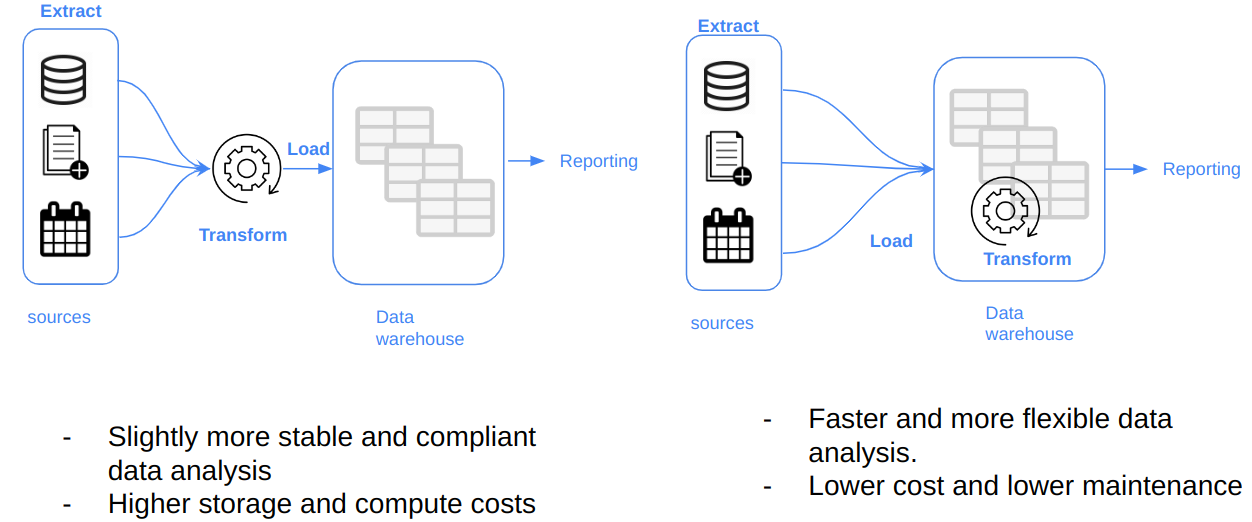 Extract
Load
Transform
Reporting
sources
Data
warehouse
- Slightly more stable and compliant
data analysis
- Higher storage and compute costs
Extract
Load
Transform
Reporting
sources
Data
warehouse
- Faster and more flexible data
analysis.
- Lower cost and lower maintenance